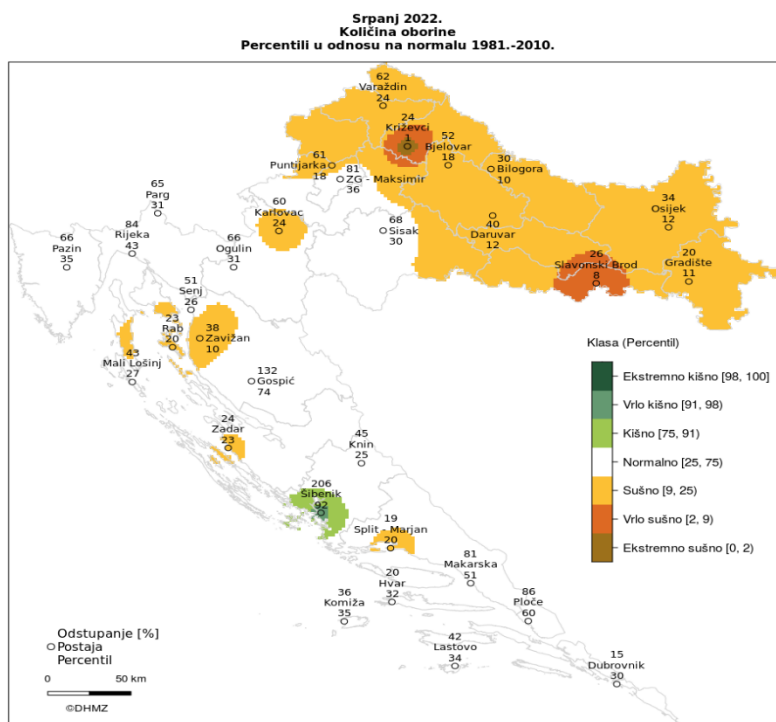 Srpanj 2022.
Količina oborine
Percentili u odnosu na normalu 1981.-2010.
62
Varaždin
24
24
Križevci
1
52
Bjelovar
18
30
Bilogora
10
61
Puntijarka
18
81
ZG - Maksimir
36
65
Parg
31
60
Karlovac
24
68
Sisak
30
40
Daruvar
12
34
Osijek
12
84
Rijeka
43
66
Pazin
35
66
Ogulin
31
26
Slavonski Brod
8
20
Gradište
11
51
Senj
26
23
Rab
20
38
Zavižan
10
43
Mali Lošinj
27
132
Gospić
74
24
Zadar
23
45
Knin
25
206
Šibenik
92
19
Split - Marjan
20
20
Hvar
32
81
Makarska
51
36
Komiža
35
86
Ploče
60
42
Lastovo
34
15
Dubrovnik
30
Klasa (Percentil)
Ekstremno kišno [98, 100]
Vrlo kišno [91, 98)
Kišno [75, 91)
Normalno [25, 75)
Sušno [9, 25)
Vrlo sušno [2, 9)
Ekstremno sušno [0, 2)
Odstupanje [%]
Postaja
Percentil
0 50 km
©DHMZ